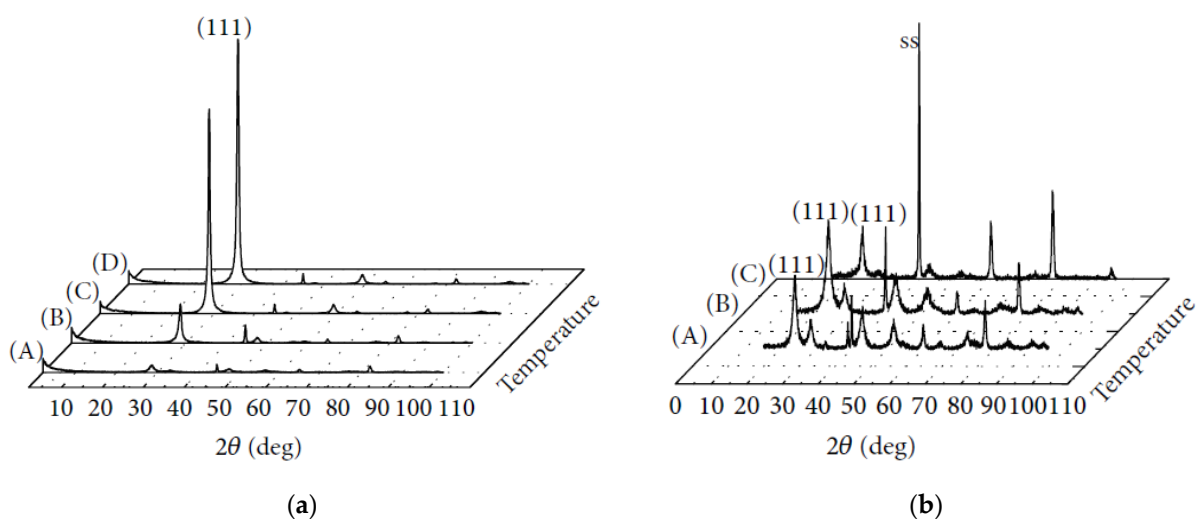 (111)
(D)
(C)
(B)
(A)
Temperature
10 20 30 40 50 60 70 80 90 100 110
2θ (deg)
(a)
ss
(111) (111)
(C) (111)
(B)
(A)
Temperature
0 10 20 30 40 50 60 70 80 90 100 110
2θ (deg)
(b)